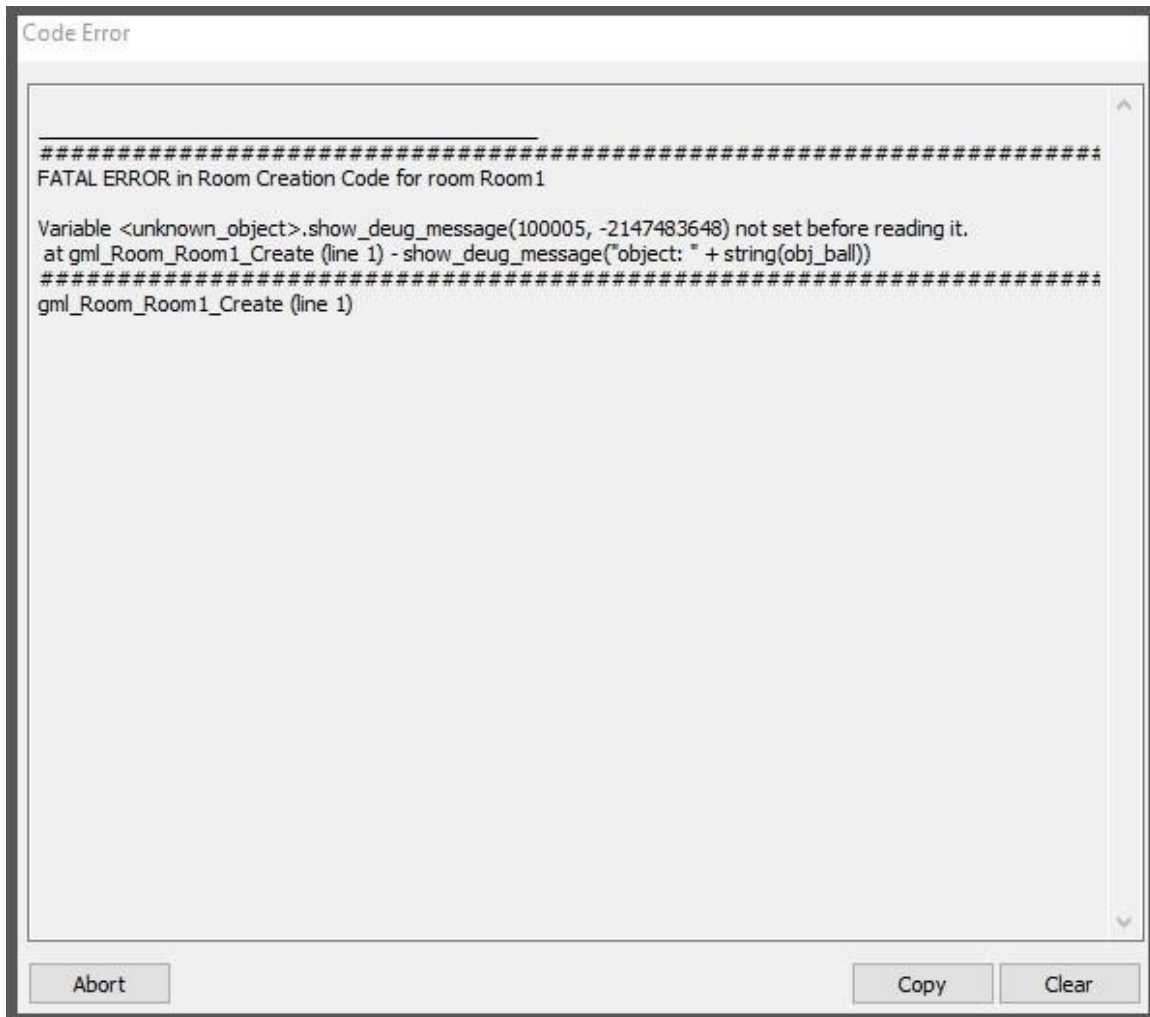 Code Error
###########################################################################
FATAL ERROR in Room Creation Code for room Room1
Variable <unknown_object>.show_deug_message(100005, -2147483648) not set before reading it.
at gml_Room_Room1_Create (line 1) - show_deug_message("object: " + string(obj_ball))
###########################################################################
gml_Room_Room1_Create (line 1)
Abort
Copy
Clear